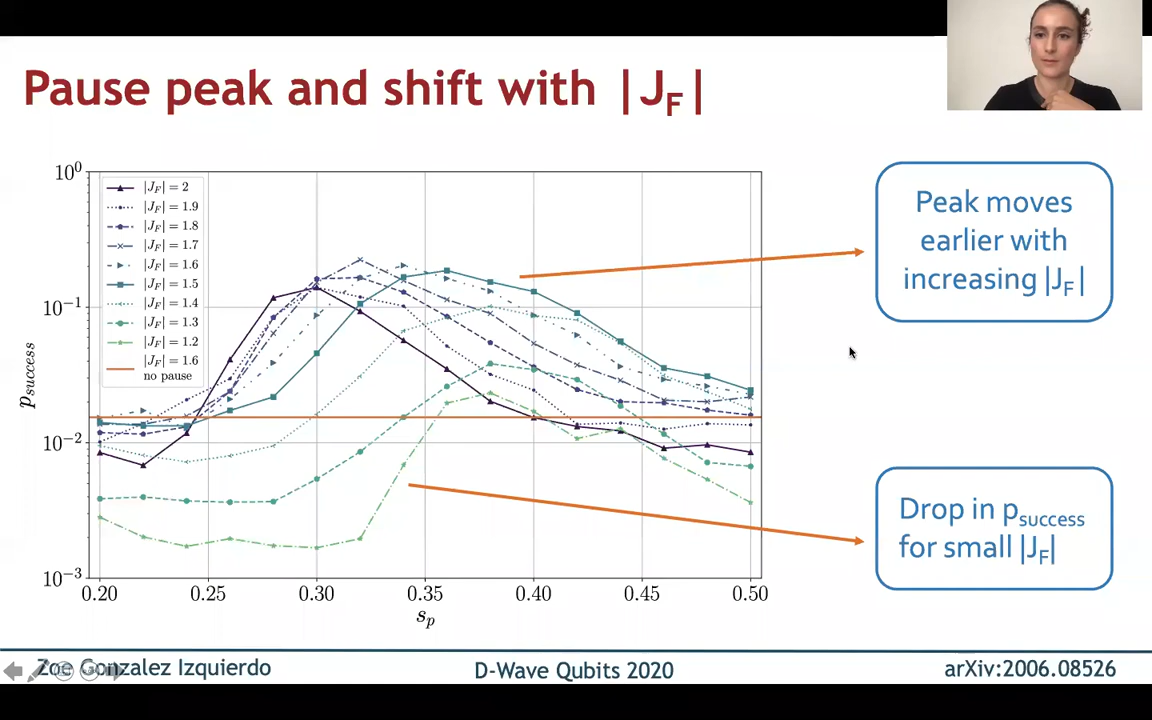 Pause peak and shift with |J_F|
10^0
10^-1
10^-2
10^-3
p_success
|J_F| = 2
|J_F| = 1.9
|J_F| = 1.8
|J_F| = 1.7
|J_F| = 1.6
|J_F| = 1.5
|J_F| = 1.4
|J_F| = 1.3
|J_F| = 1.2
|J_F| = 1.6
no pause
0.20 0.25 0.30 0.35 0.40 0.45 0.50
s_p
Peak moves
earlier with
increasing |J_F|
Drop in p_success
for small |J_F|
Zoe Gonzalez Izquierdo
D-Wave Qubits 2020
arXiv:2006.08526